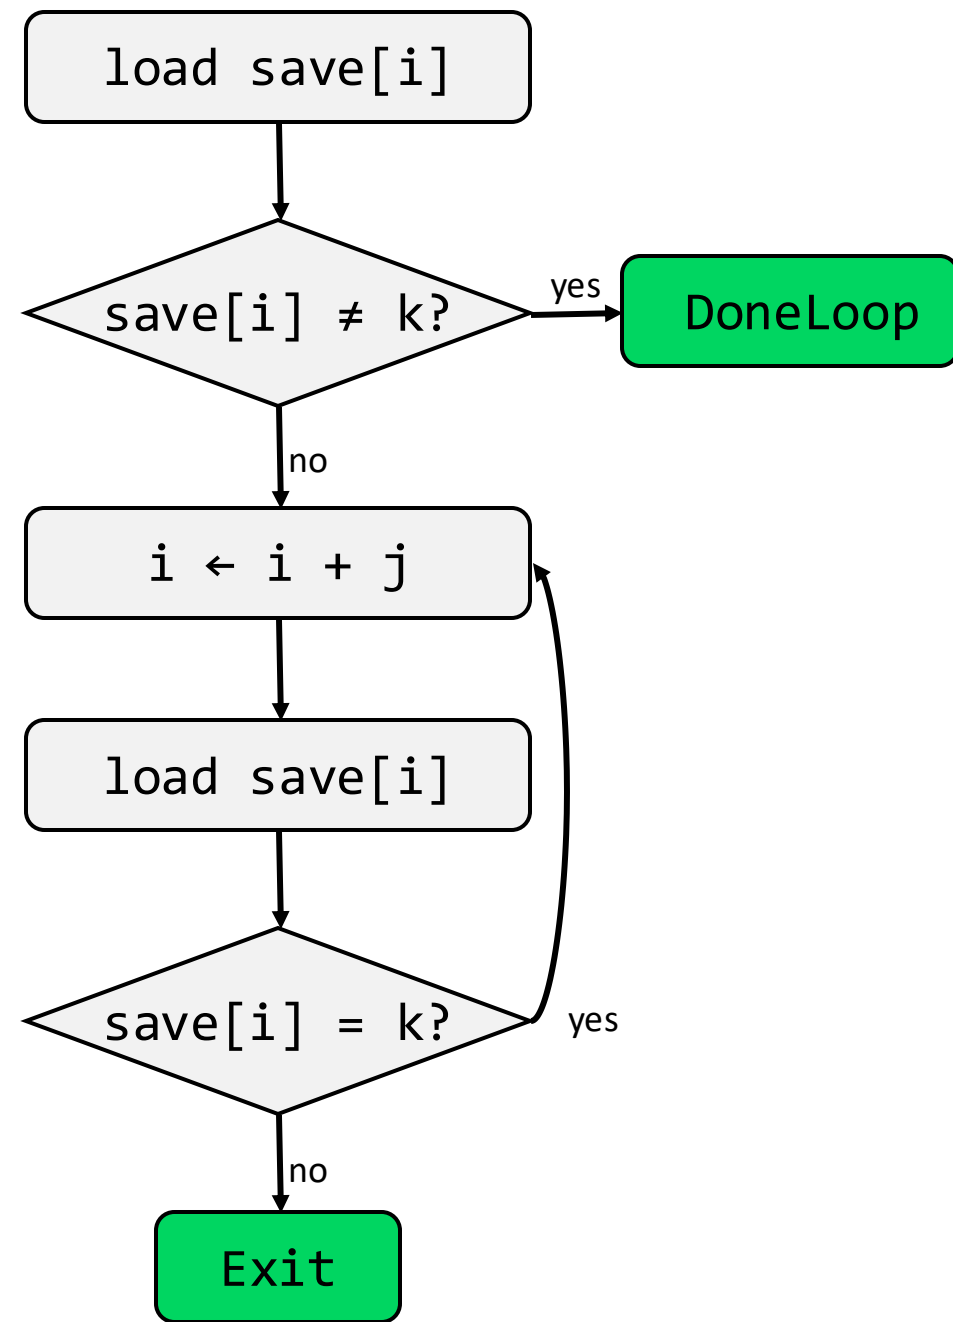 load save[i]
save[i] ≠ k?
yes
DoneLoop
no
i ← i + j
load save[i]
save[i] = k?
yes
no
Exit